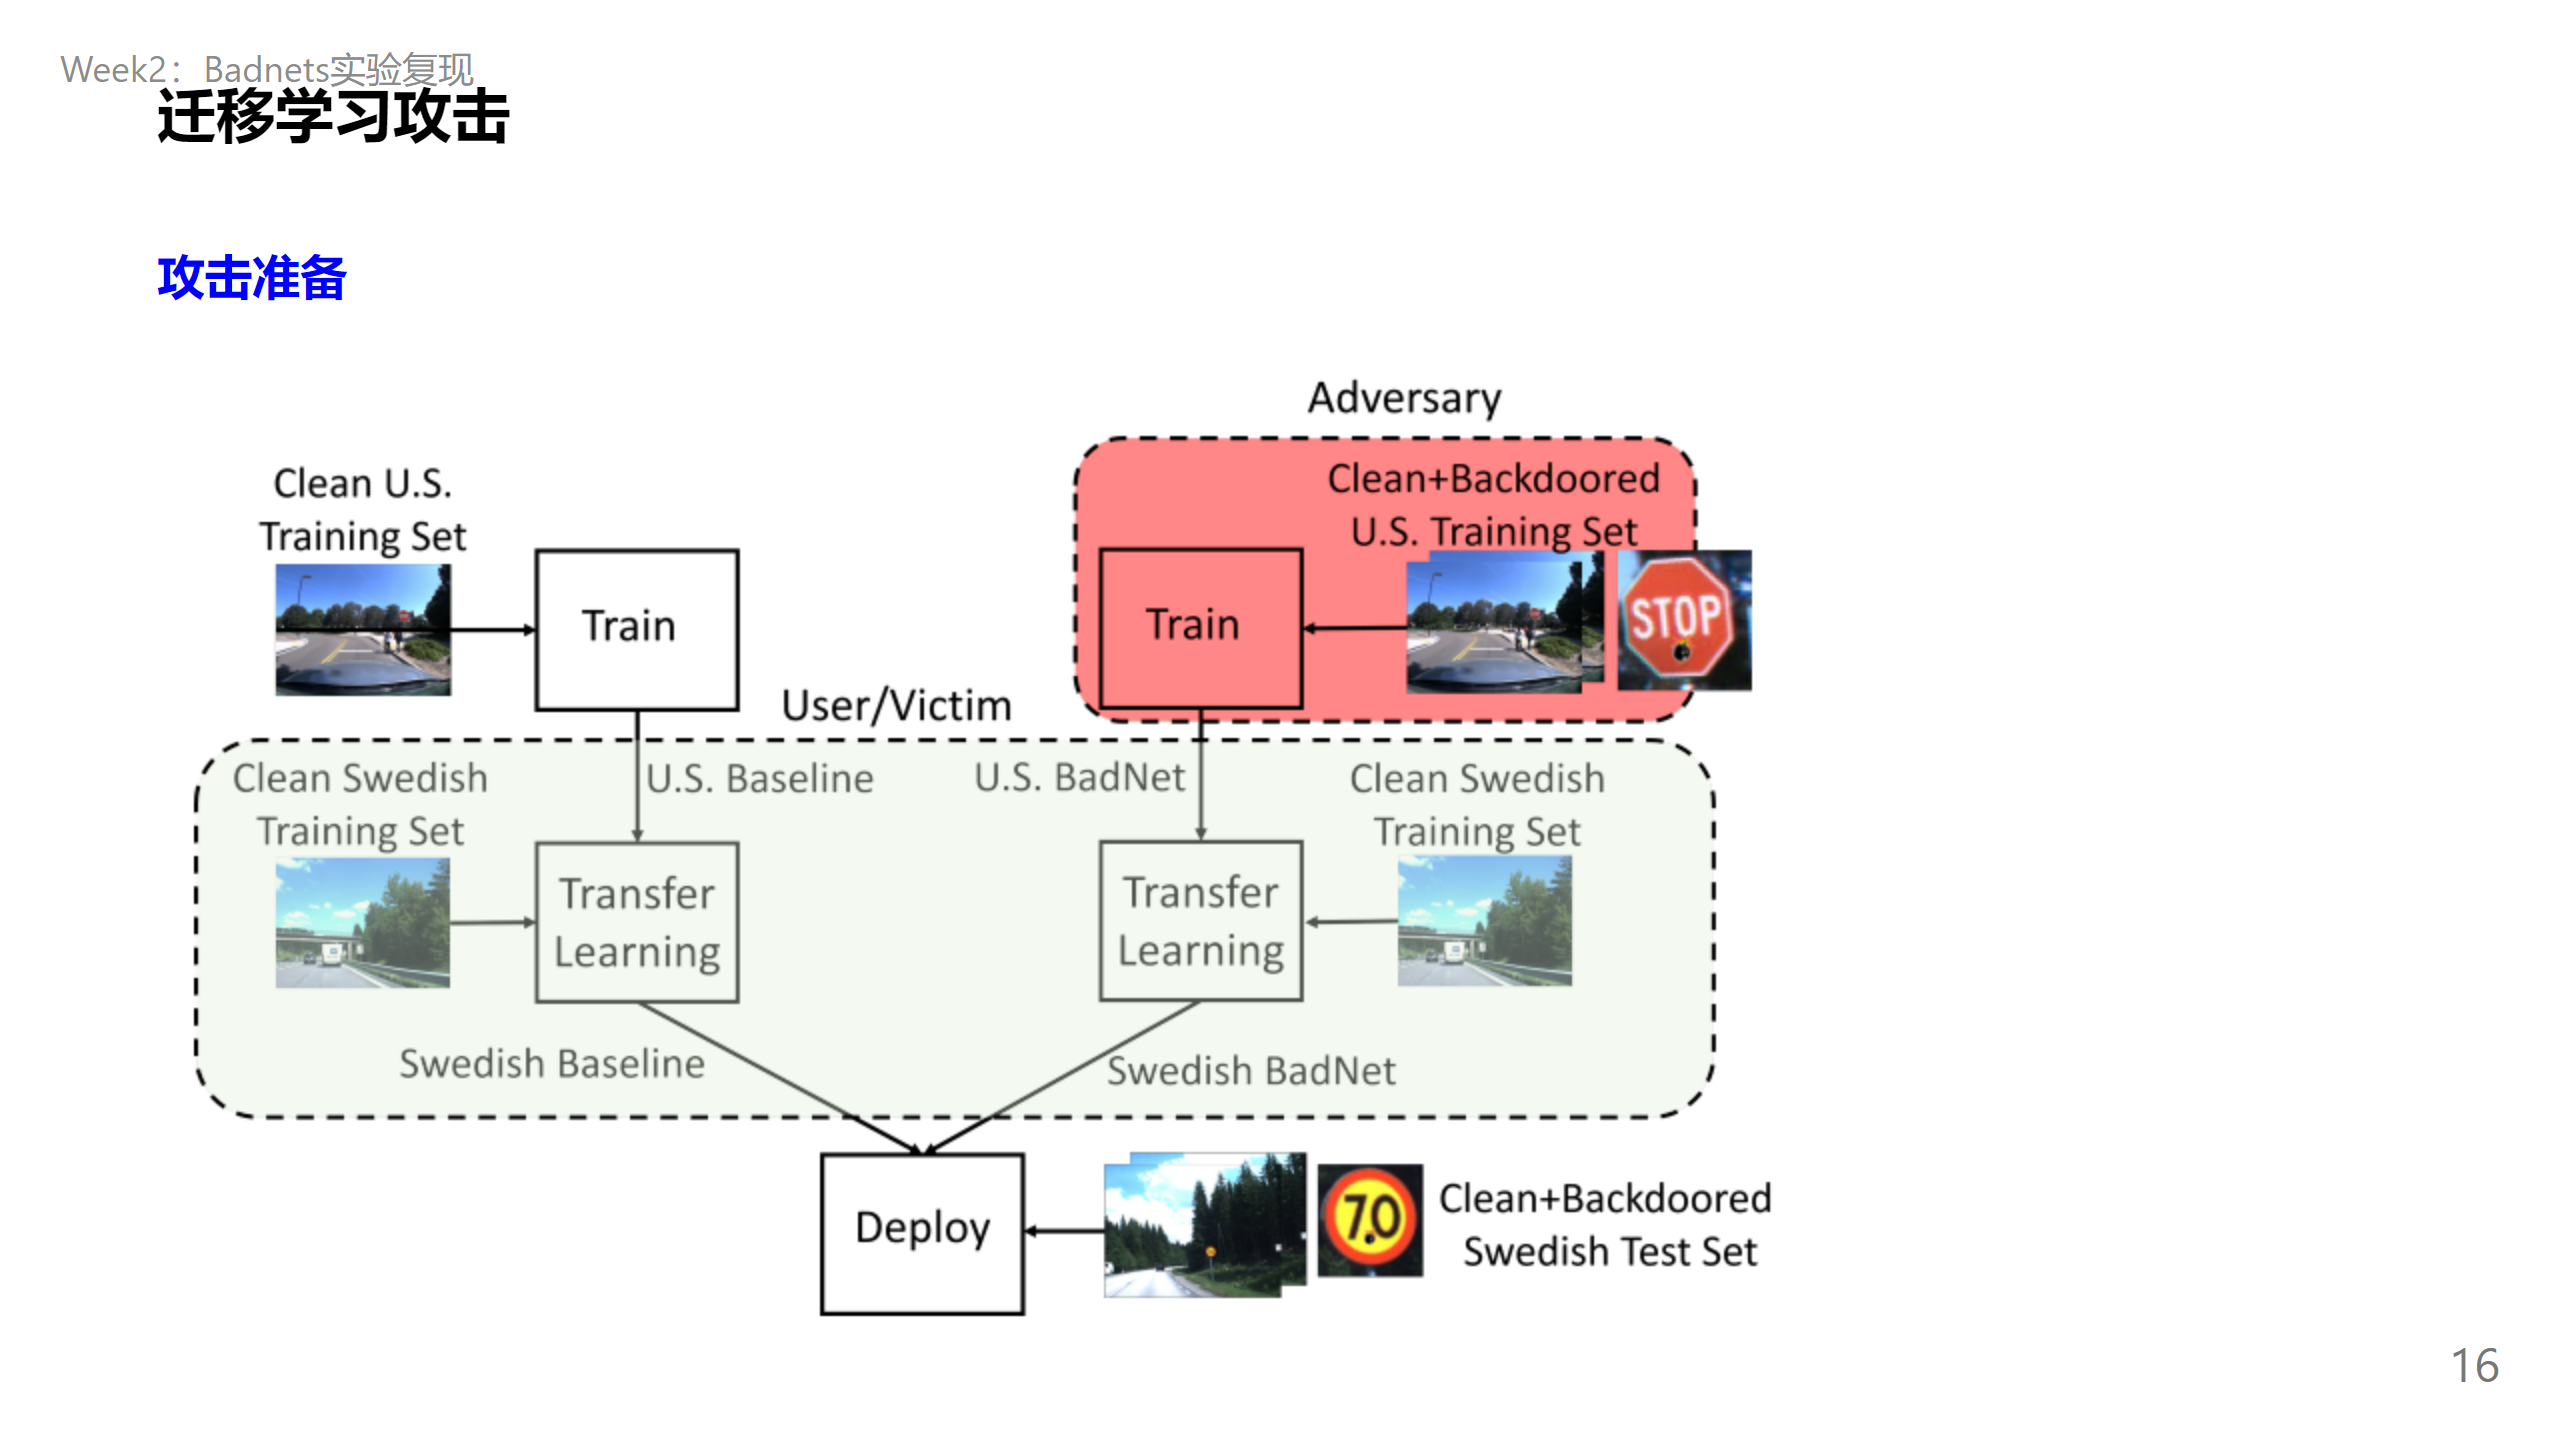 Week2：Badnets实验复现
迁移学习攻击
攻击准备
Adversary
Clean U.S.
Training Set
Train
Clean+Backdoored
U.S. Training Set
Train
STOP
User/Victim
Clean Swedish
Training Set
U.S. Baseline
U.S. BadNet
Clean Swedish
Training Set
Transfer
Learning
Transfer
Learning
Swedish Baseline
Swedish BadNet
Deploy
70
Clean+Backdoored
Swedish Test Set
16